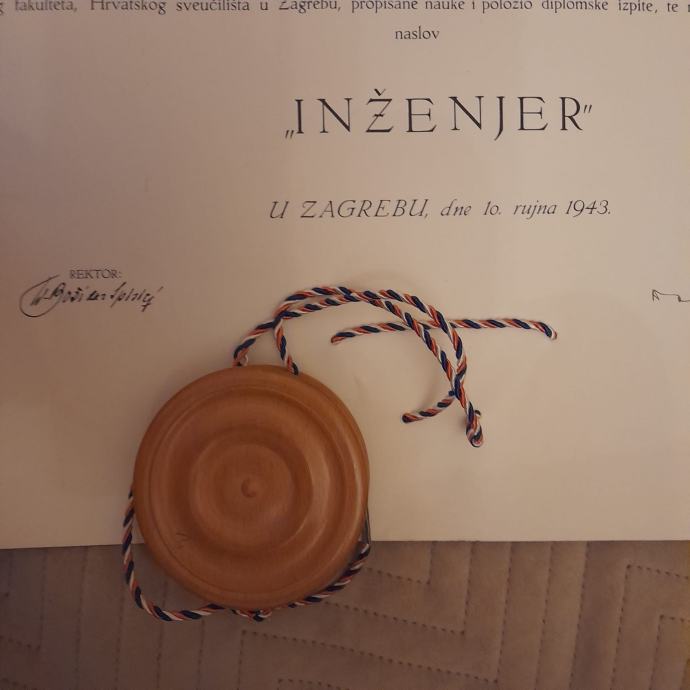 fakulteta, Hrvatskog sveučilišta u Zagrebu, propisane nauke i položio diplomske izpite, te
naslov
„INŽENJER"
U ZAGREBU, dne 10. rujna 1943.
REKTOR: